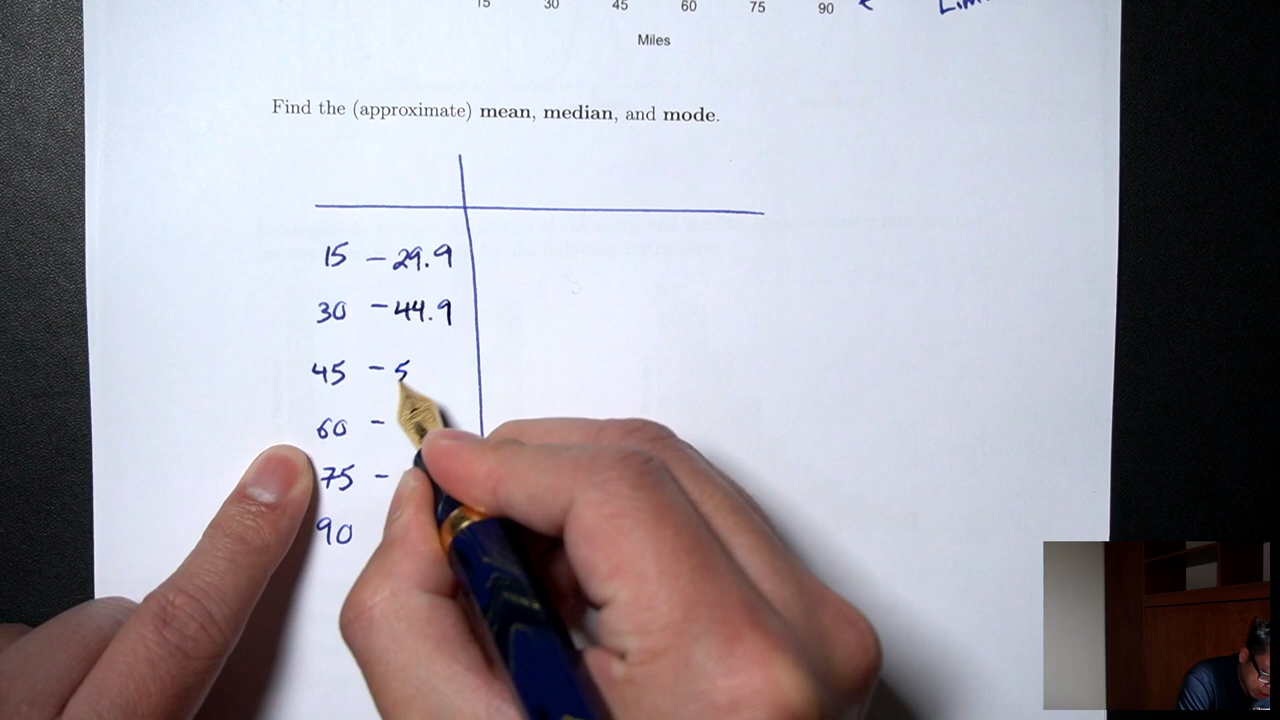 15 30 45 60 75 90
Miles
Find the (approximate) mean, median, and mode.
15 - 29.9
30 - 44.9
45 - 5
60 -
75 -
90